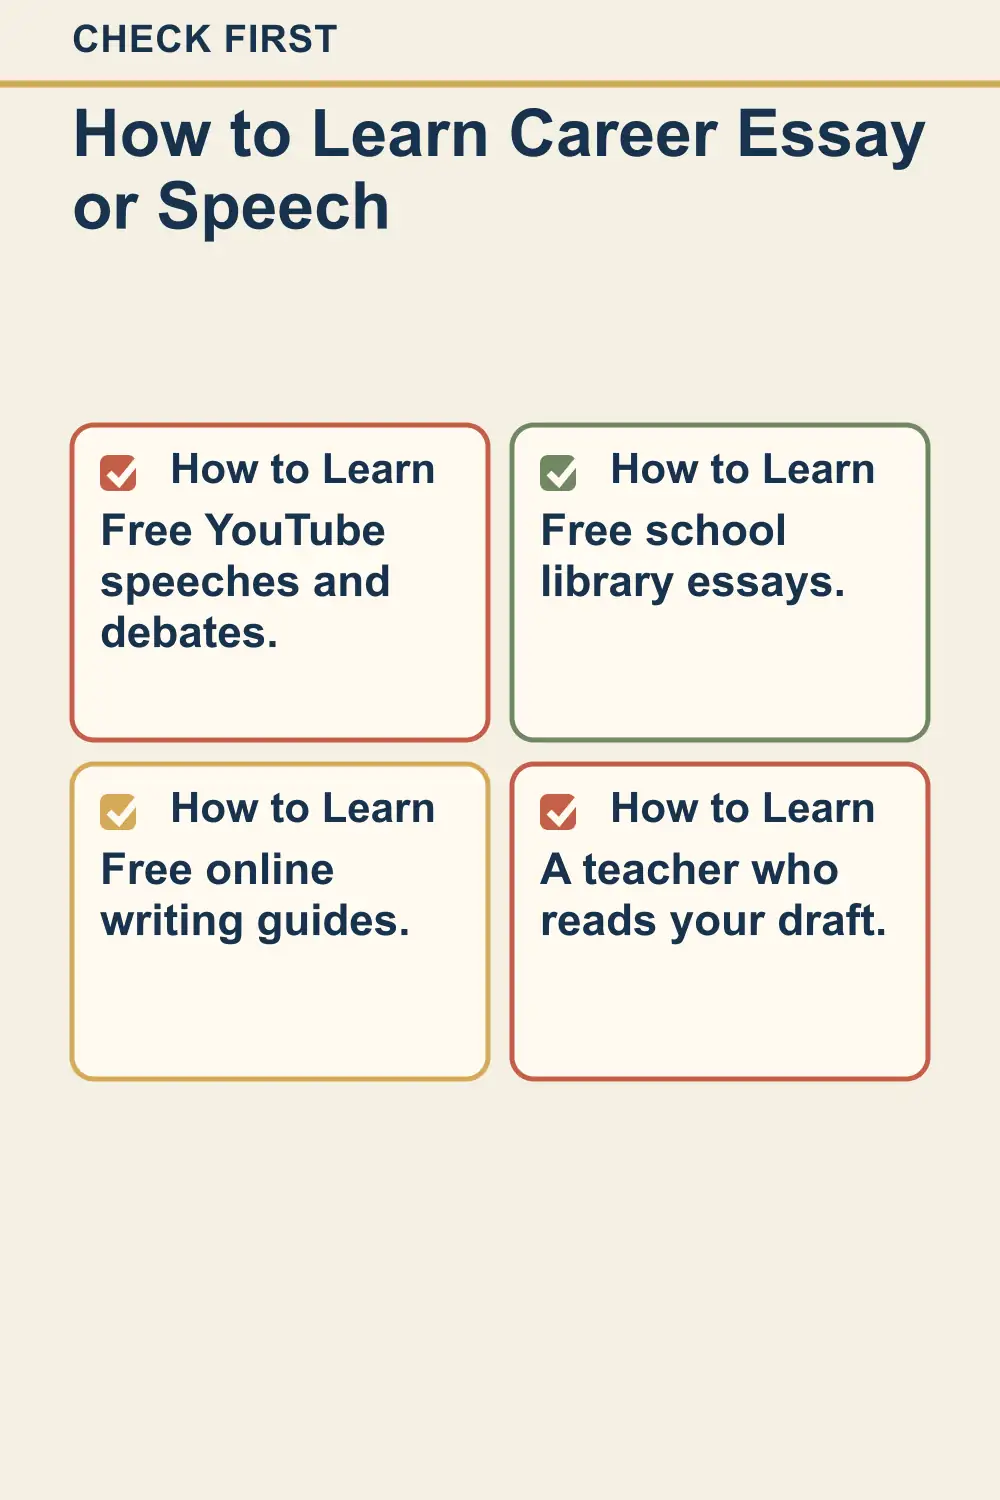 CHECK FIRST
How to Learn Career Essay
or Speech
How to Learn
Free YouTube
speeches and
debates.
How to Learn
Free school
library essays.
How to Learn
Free online
writing guides.
How to Learn
A teacher who
reads your draft.